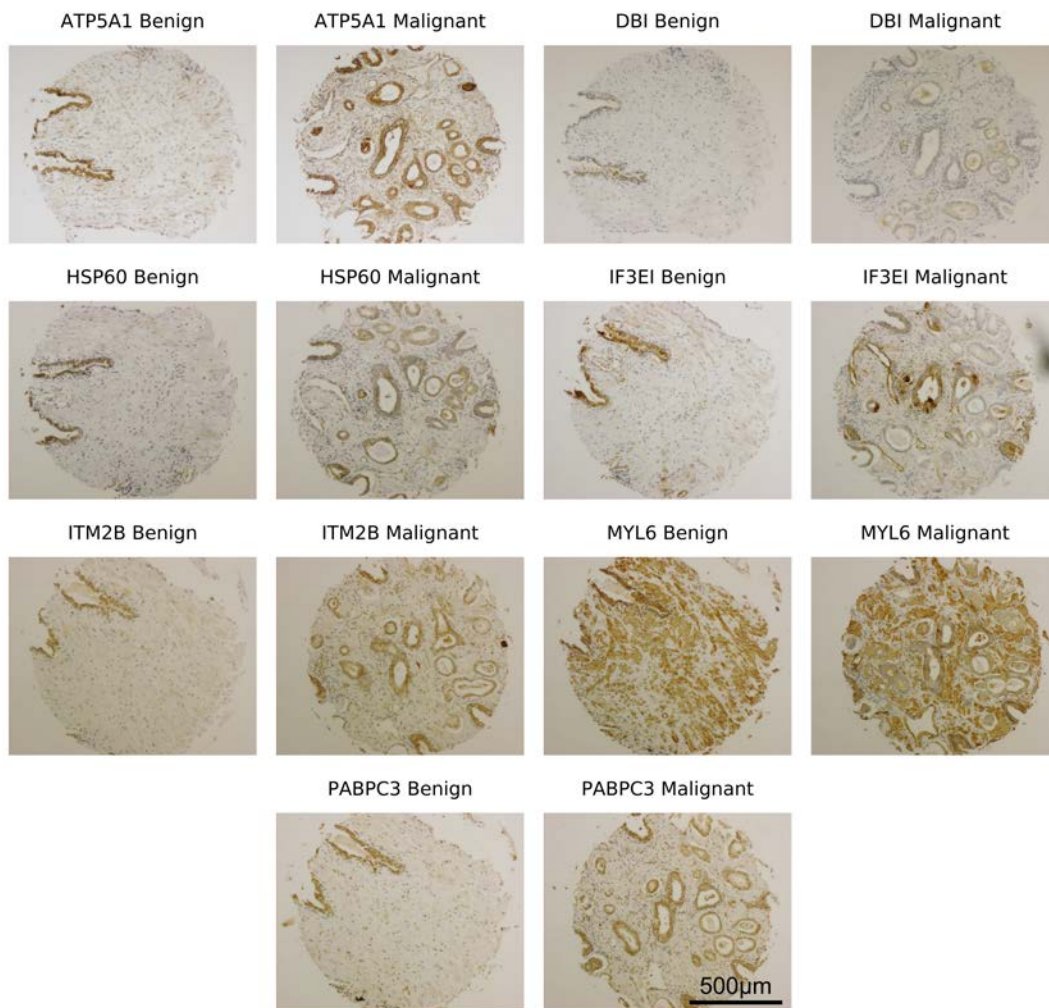 ATP5A1 Benign
ATP5A1 Malignant
DBI Benign
DBI Malignant
HSP60 Benign
HSP60 Malignant
IF3EI Benign
IF3EI Malignant
ITM2B Benign
ITM2B Malignant
MYL6 Benign
MYL6 Malignant
PABPC3 Benign
PABPC3 Malignant
500μm